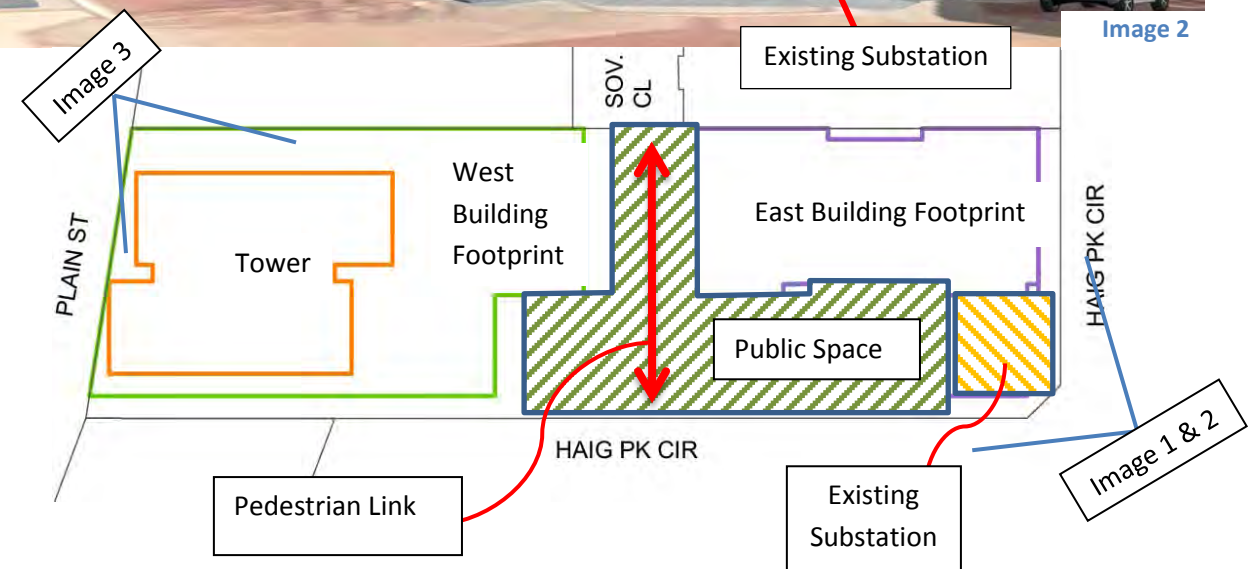 Image 2
Existing Substation
Image 3
SOV.
CL
West
Building
Footprint
East Building Footprint
HAIG PK CIR
PLAIN ST
Tower
Public Space
HAIG PK CIR
Pedestrian Link
Existing
Substation
Image 1 & 2